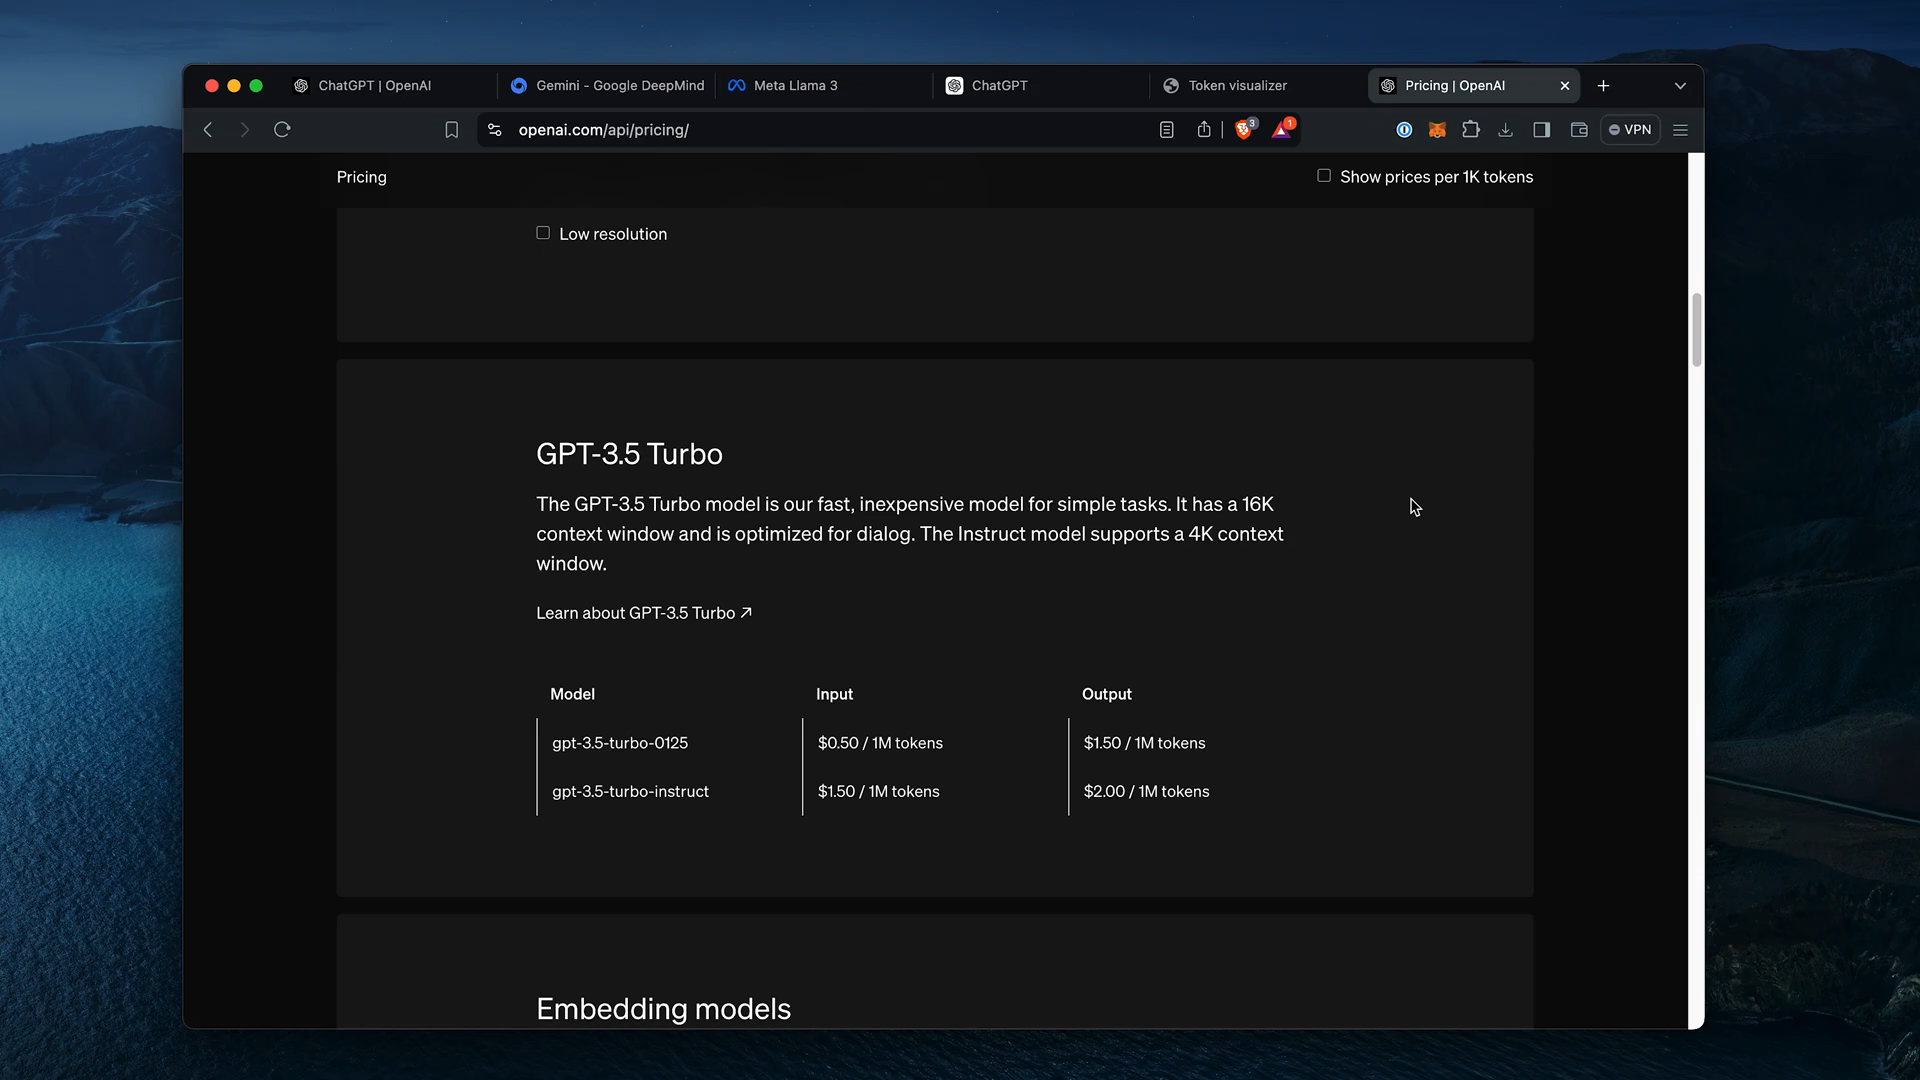 ChatGPT | OpenAI
Gemini - Google DeepMind
Meta Llama 3
ChatGPT
Token visualizer
Pricing | OpenAI
openai.com/api/pricing/
3
1
VPN
Pricing
Show prices per 1K tokens
Low resolution
GPT-3.5 Turbo
The GPT-3.5 Turbo model is our fast, inexpensive model for simple tasks. It has a 16K
context window and is optimized for dialog. The Instruct model supports a 4K context
window.
Learn about GPT-3.5 Turbo ↗
Model Input Output
gpt-3.5-turbo-0125 $0.50 / 1M tokens $1.50 / 1M tokens
gpt-3.5-turbo-instruct $1.50 / 1M tokens $2.00 / 1M tokens
Embedding models